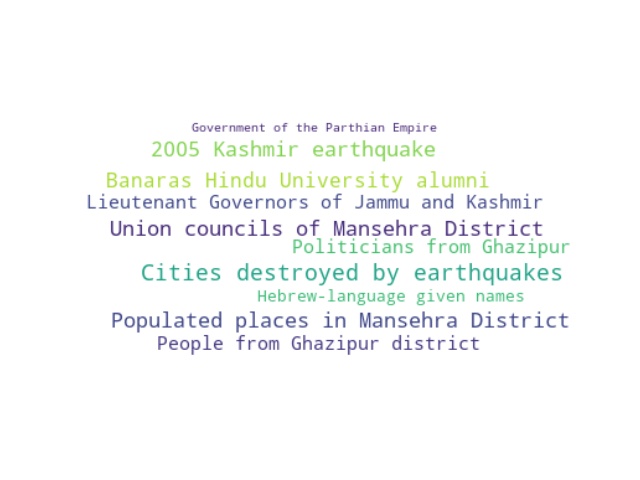 Government of the Parthian Empire
2005 Kashmir earthquake
Banaras Hindu University alumni
Lieutenant Governors of Jammu and Kashmir
Union councils of Mansehra District
Politicians from Ghazipur
Cities destroyed by earthquakes
Hebrew-language given names
Populated places in Mansehra District
People from Ghazipur district